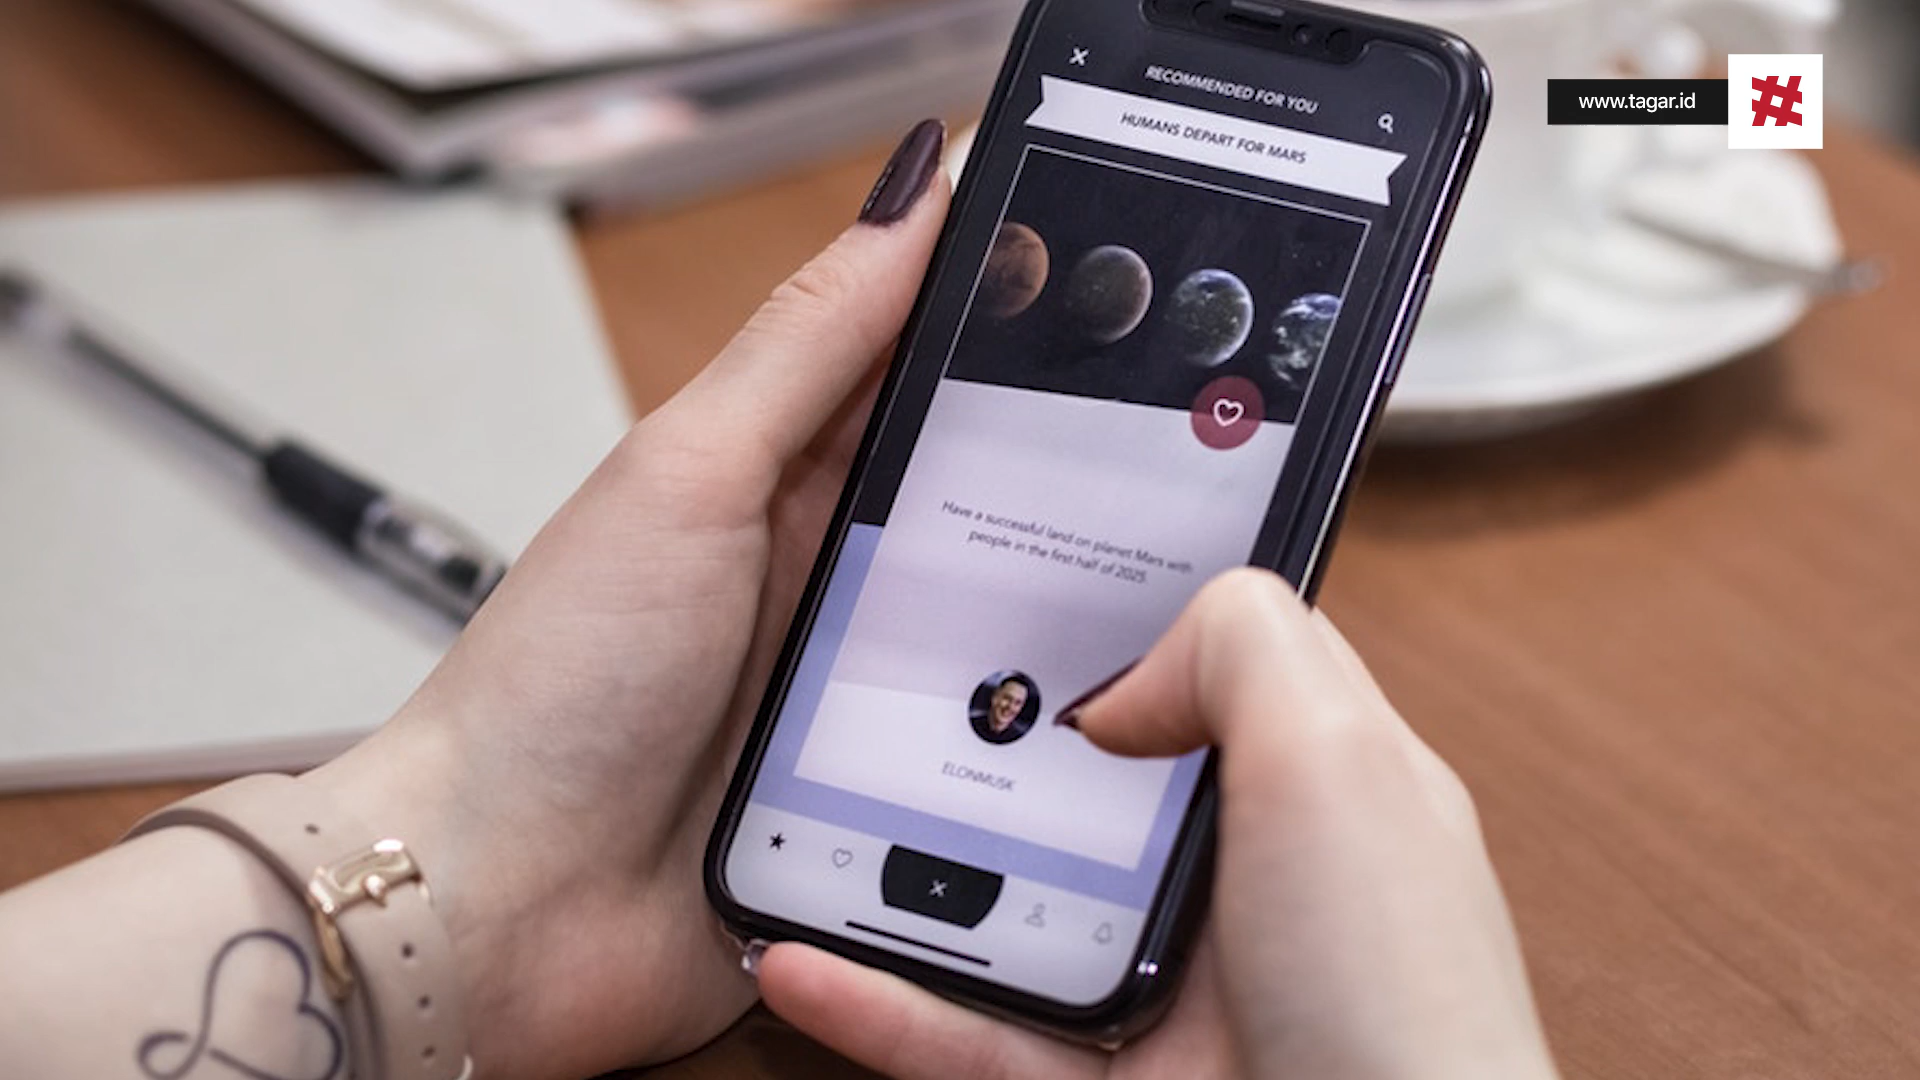 www.tagar.id
RECOMMENDED FOR YOU
HUMANS DEPART FOR MARS
Have a successful land on planet Mars with
people in the first half of 2025.
ELONMUSK